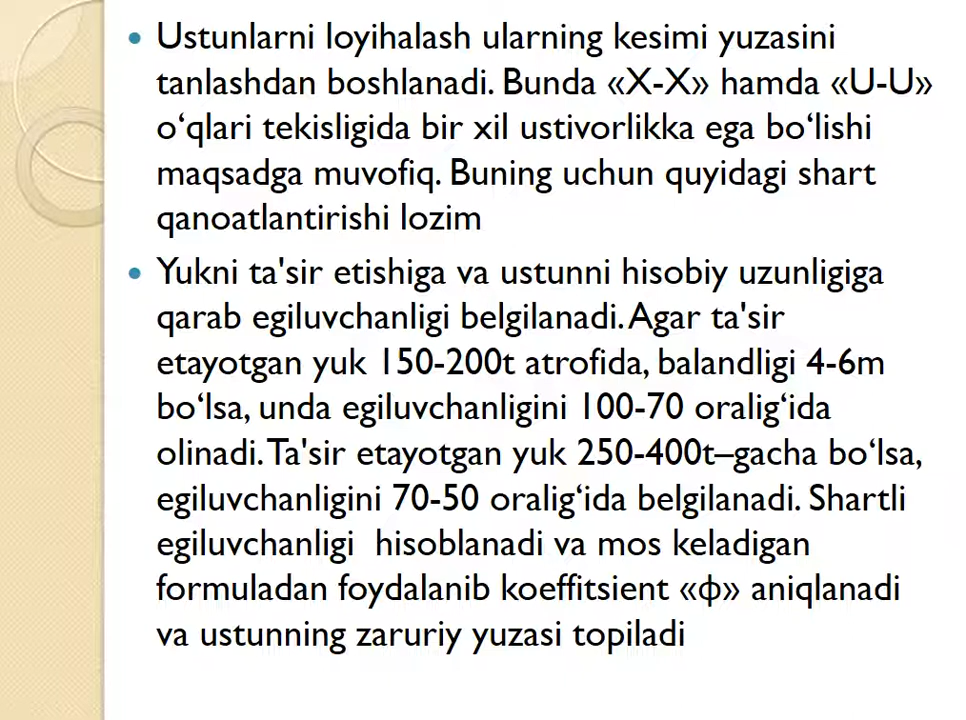 • Ustunlarni loyihalash ularning kesimi yuzasini
tanlashdan boshlanadi. Bunda «X-X» hamda «U-U»
o‘qlari tekisligida bir xil ustivorlikka ega bo‘lishi
maqsadga muvofiq. Buning uchun quyidagi shart
qanoatlantirishi lozim
• Yukni ta'sir etishiga va ustunni hisobiy uzunligiga
qarab egiluvchanligi belgilanadi. Agar ta'sir
etayotgan yuk 150-200t atrofida, balandligi 4-6m
bo‘lsa, unda egiluvchanligini 100-70 oralig‘ida
olinadi. Ta'sir etayotgan yuk 250-400t–gacha bo‘lsa,
egiluvchanligini 70-50 oralig‘ida belgilanadi. Shartli
egiluvchanligi  hisoblanadi va mos keladigan
formuladan foydalanib koeffitsient «ф» aniqlanadi
va ustunning zaruriy yuzasi topiladi